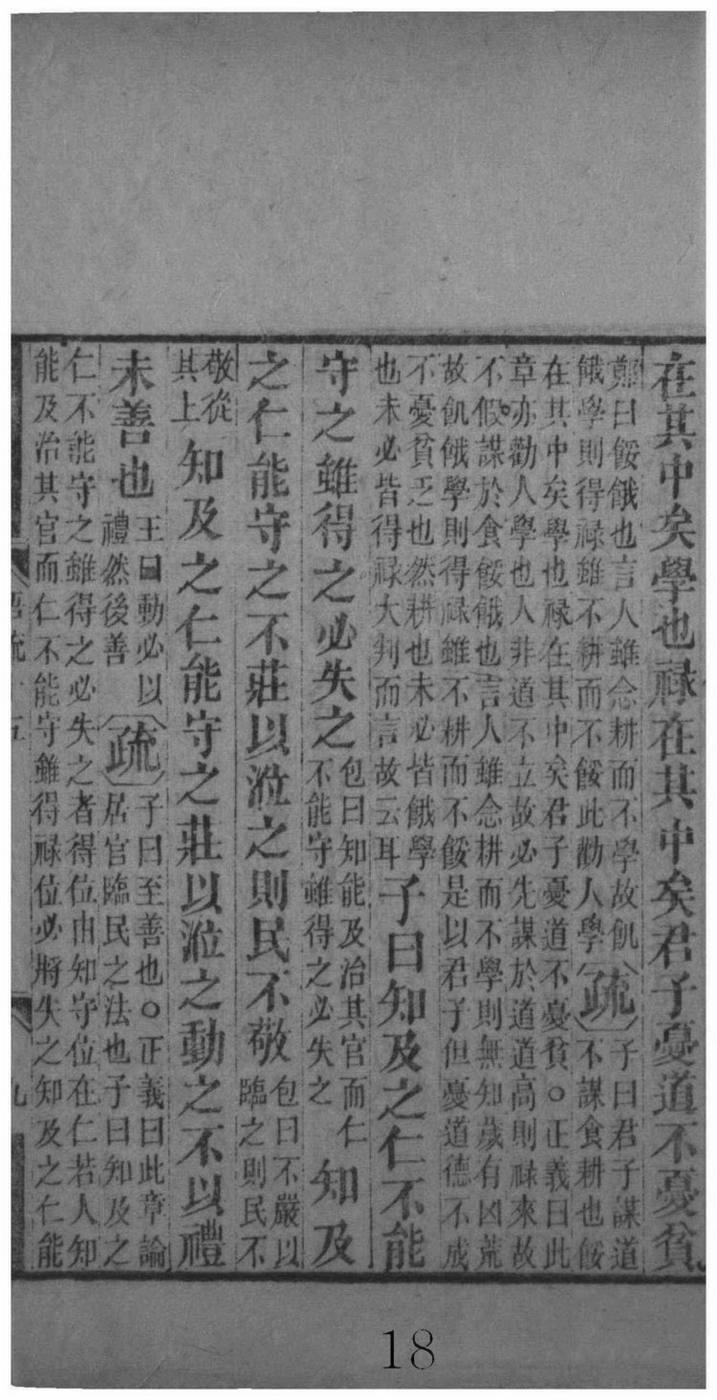 在其中矣學也祿在其中矣君子憂道不憂貧
鄭曰餒餓也言人雖念耕而不學故飢
餓學則得祿雖不耕而不餒此勸人學
疏
子曰君子謀道
不謀食耕也餒
在其中矣學也祿在其中矣君子憂道不憂貧○正義曰此
章亦勸人學也人非道不立故必先謀於道道高則祿來故
不假謀於食餒餓也言人雖念耕而不學則無知歲有凶荒
故飢餓學則得祿雖不耕而不餒是以君子但憂道德不成
不憂貧乏也然耕也未必皆餓學
也未必皆得祿大判而言故云耳
子曰知及之仁不能
守之雖得之必失之
包曰知能及治其官而仁
不能守雖得之必失之
知及
之仁能守之不莊以涖之則民不敬
包曰不嚴以
臨之則民不
敬從
其上
知及之仁能守之莊以涖之動之不以禮
未善也
王曰動必以
禮然後善
疏
子曰至善也○正義曰此章論
居官臨民之法也子曰知及之
仁不能守之雖得之必失之者得位由知守位在仁若人知
能及治其官而仁不能守雖得祿位必將失之知及之仁能
九
18